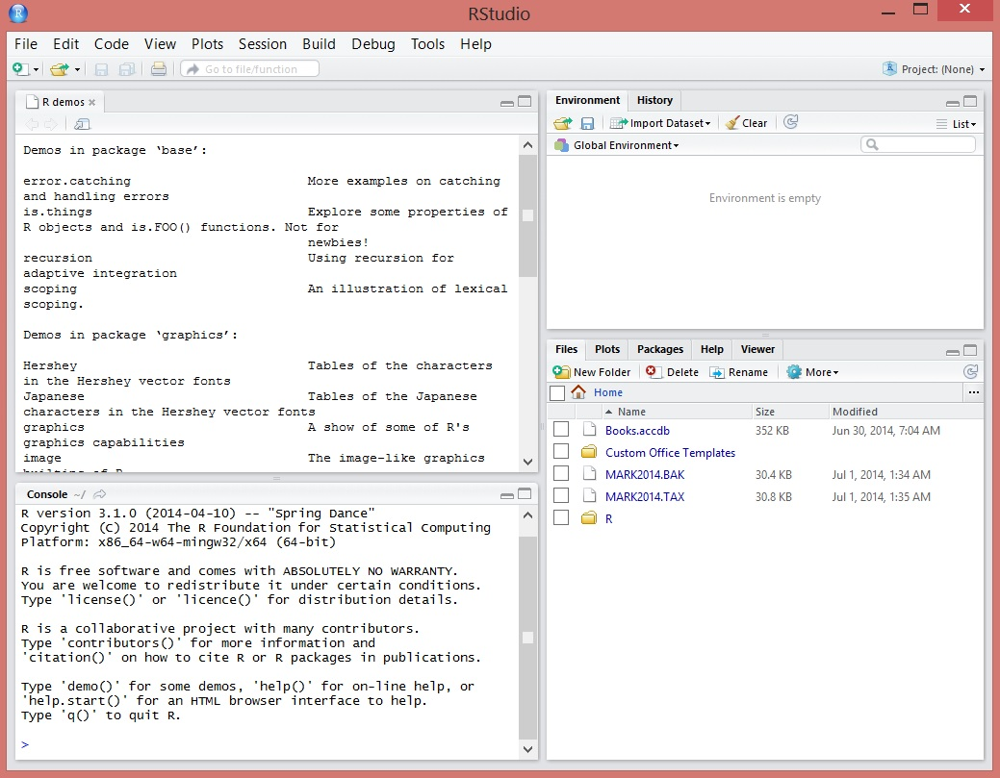 RStudio
File Edit Code View Plots Session Build Debug Tools Help
Go to file/function
Project: (None)
R demos
Demos in package ‘base’:
error.catching More examples on catching
and handling errors
is.things Explore some properties of
R objects and is.FOO() functions. Not for
newbies!
recursion Using recursion for
adaptive integration
scoping An illustration of lexical
scoping.
Demos in package ‘graphics’:
Hershey Tables of the characters
in the Hershey vector fonts
Japanese Tables of the Japanese
characters in the Hershey vector fonts
graphics A show of some of R's
graphics capabilities
image The image-like graphics
builtins of R
Console ~/
R version 3.1.0 (2014-04-10) -- "Spring Dance"
Copyright (C) 2014 The R Foundation for Statistical Computing
Platform: x86_64-w64-mingw32/x64 (64-bit)
R is free software and comes with ABSOLUTELY NO WARRANTY.
You are welcome to redistribute it under certain conditions.
Type 'license()' or 'licence()' for distribution details.
R is a collaborative project with many contributors.
Type 'contributors()' for more information and
'citation()' on how to cite R or R packages in publications.
Type 'demo()' for some demos, 'help()' for on-line help, or
'help.start()' for an HTML browser interface to help.
Type 'q()' to quit R.
>
Environment History
Import Dataset Clear List
Global Environment
Environment is empty
Files Plots Packages Help Viewer
New Folder Delete Rename More
Home ...
Name Size Modified
Books.accdb 352 KB Jun 30, 2014, 7:04 AM
Custom Office Templates
MARK2014.BAK 30.4 KB Jul 1, 2014, 1:34 AM
MARK2014.TAX 30.8 KB Jul 1, 2014, 1:35 AM
R